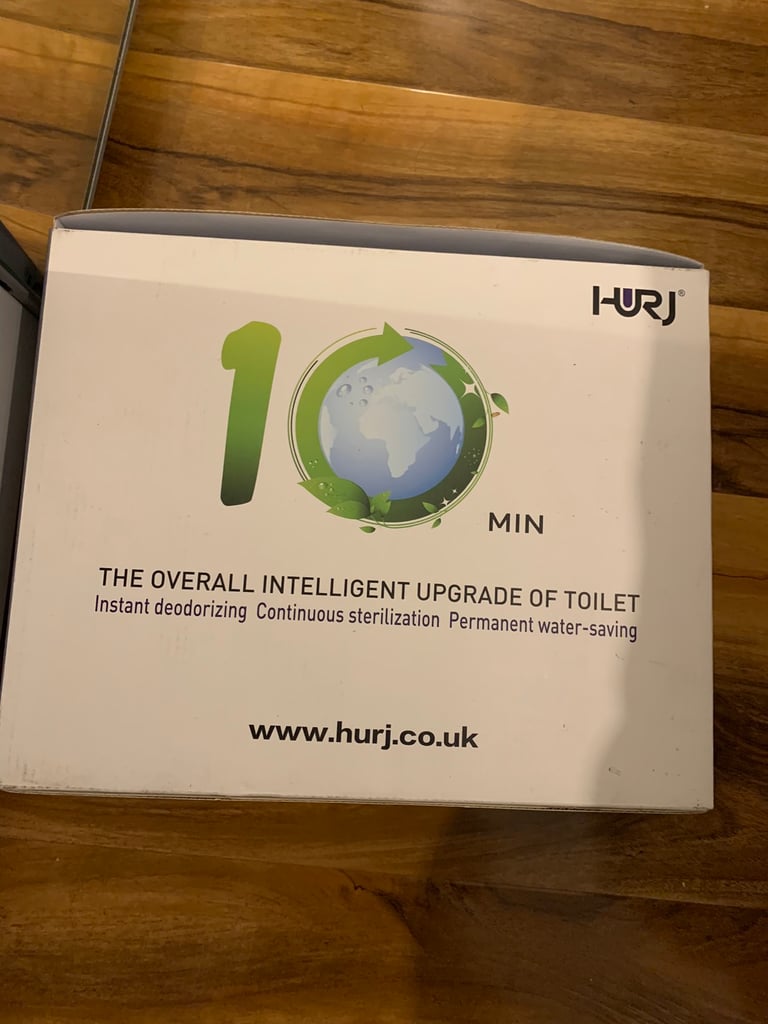 HURJ®
10
MIN
THE OVERALL INTELLIGENT UPGRADE OF TOILET
Instant deodorizing Continuous sterilization Permanent water-saving
www.hurj.co.uk